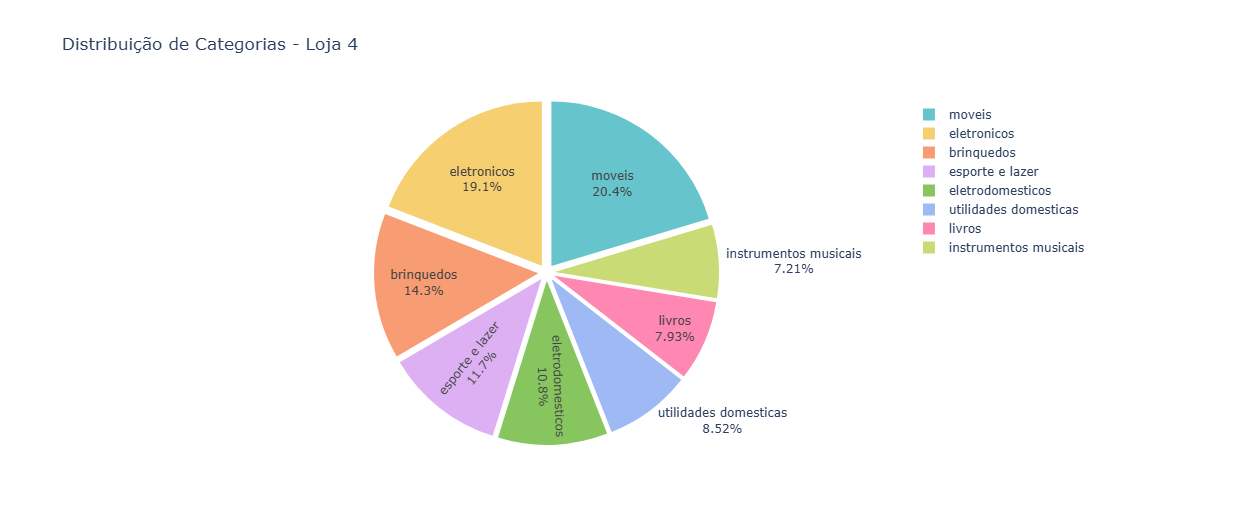 Distribuição de Categorias - Loja 4
moveis
20.4%
eletronicos
19.1%
brinquedos
14.3%
esporte e lazer
11.7%
eletrodomesticos
10.8%
utilidades domesticas
8.52%
livros
7.93%
instrumentos musicais
7.21%
moveis
eletronicos
brinquedos
esporte e lazer
eletrodomesticos
utilidades domesticas
livros
instrumentos musicais